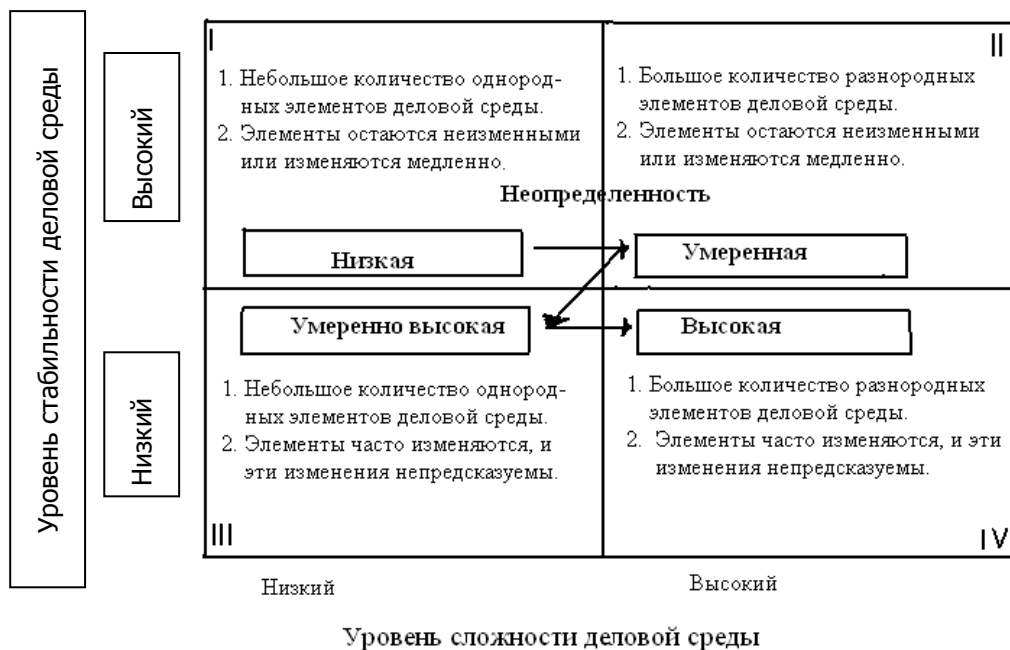 Уровень стабильности деловой среды
Высокий
Низкий
I
1. Небольшое количество однород-
ных элементов деловой среды.
2. Элементы остаются неизменными
или изменяются медленно.
II
1. Большое количество разнородных
элементов деловой среды.
2. Элементы остаются неизменными
или изменяются медленно.
Неопределенность
Низкая
Умеренная
Умеренно высокая
Высокая
1. Небольшое количество однород-
ных элементов деловой среды.
2. Элементы часто изменяются, и
эти изменения непредсказуемы.
III
1. Большое количество разнородных
элементов деловой среды.
2. Элементы часто изменяются, и эти
изменения непредсказуемы.
IV
Низкий
Высокий
Уровень сложности деловой среды